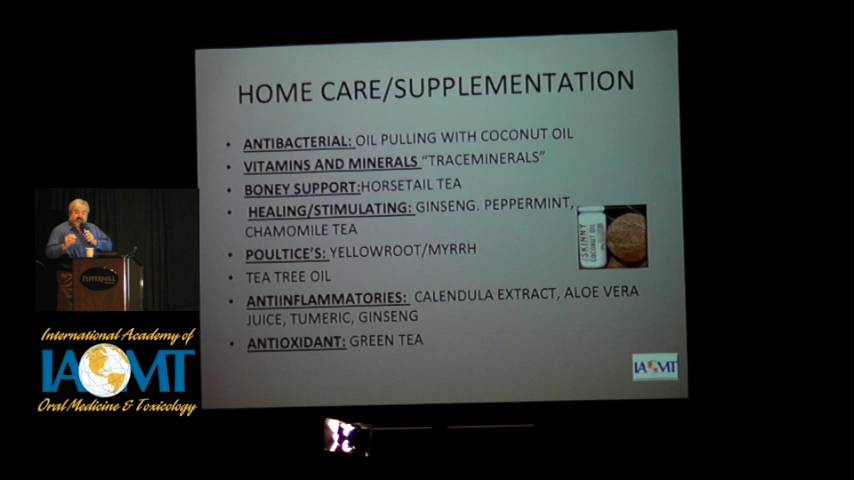 HOME CARE/SUPPLEMENTATION
• ANTIBACTERIAL: OIL PULLING WITH COCONUT OIL
• VITAMINS AND MINERALS "TRACEMINERALS"
• BONEY SUPPORT:HORSETAIL TEA
• HEALING/STIMULATING: GINSENG. PEPPERMINT,
CHAMOMILE TEA
• POULTICE'S: YELLOWROOT/MYRRH
• TEA TREE OIL
• ANTIINFLAMMATORIES: CALENDULA EXTRACT, ALOE VERA
JUICE, TUMERIC, GINSENG
• ANTIOXIDANT: GREEN TEA
SKINNY
COCONUT OIL
IAOMT
PEPPERMILL
International Academy of
IAOMT
Oral Medicine & Toxicology